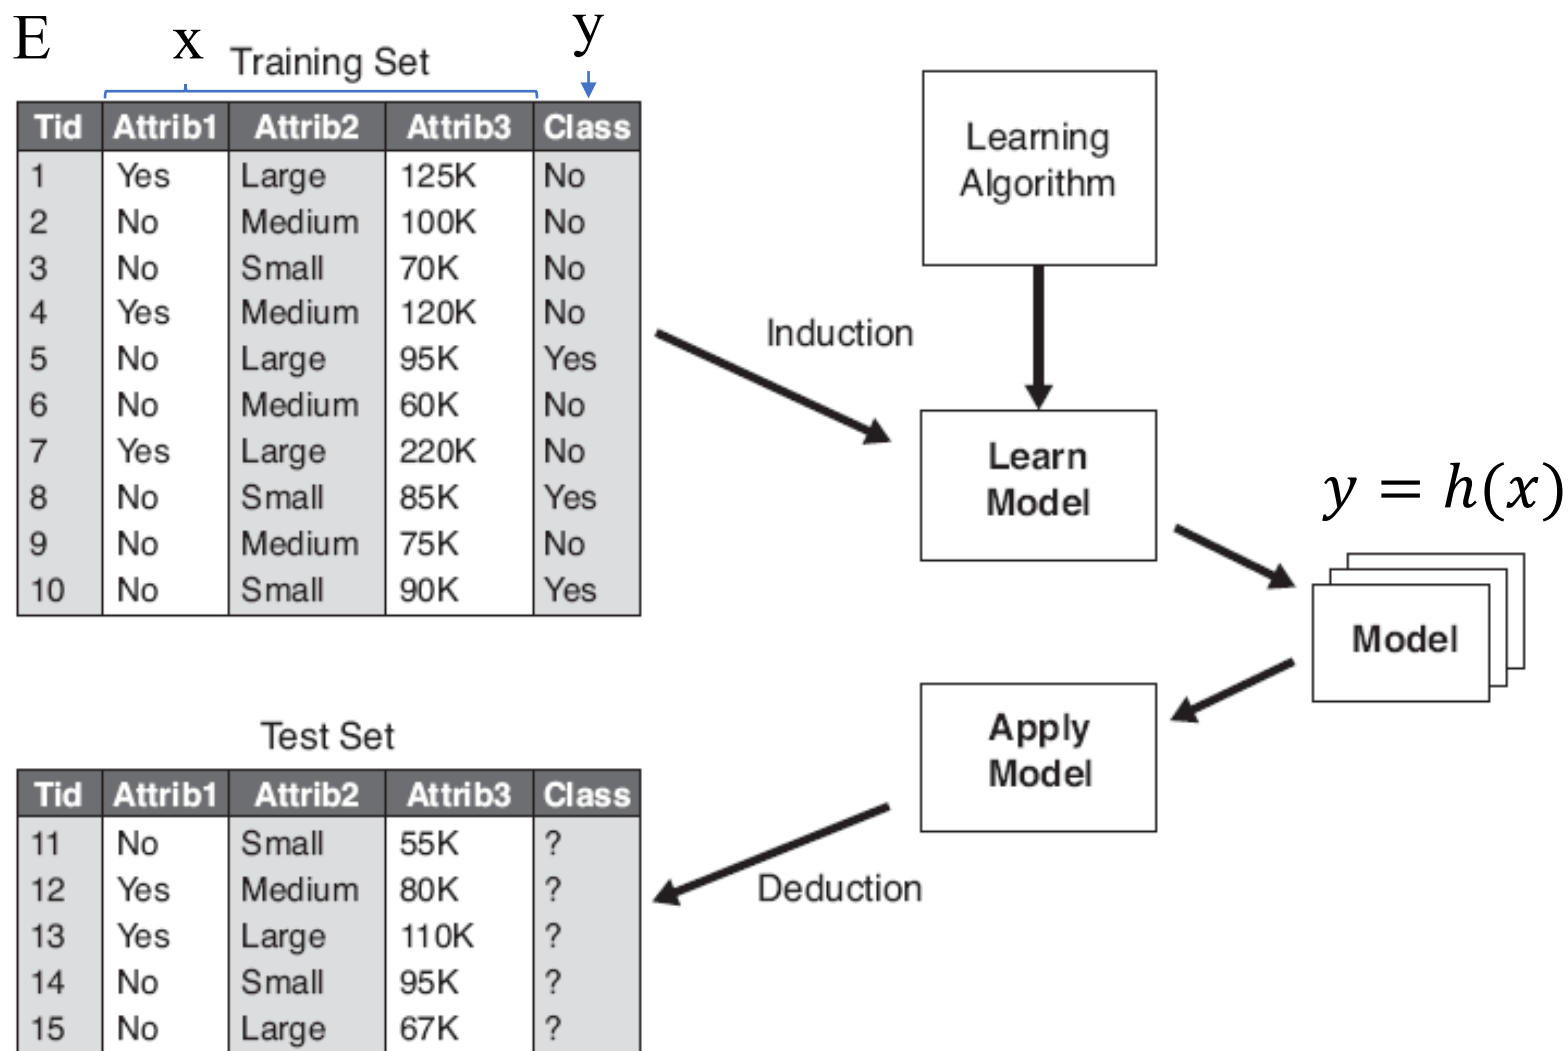 E x y
Training Set
Tid Attrib1 Attrib2 Attrib3 Class
1 Yes Large 125K No
2 No Medium 100K No
3 No Small 70K No
4 Yes Medium 120K No
5 No Large 95K Yes
6 No Medium 60K No
7 Yes Large 220K No
8 No Small 85K Yes
9 No Medium 75K No
10 No Small 90K Yes
Learning
Algorithm
Induction
Learn
Model
y = h(x)
Model
Apply
Model
Deduction
Test Set
Tid Attrib1 Attrib2 Attrib3 Class
11 No Small 55K ?
12 Yes Medium 80K ?
13 Yes Large 110K ?
14 No Small 95K ?
15 No Large 67K ?